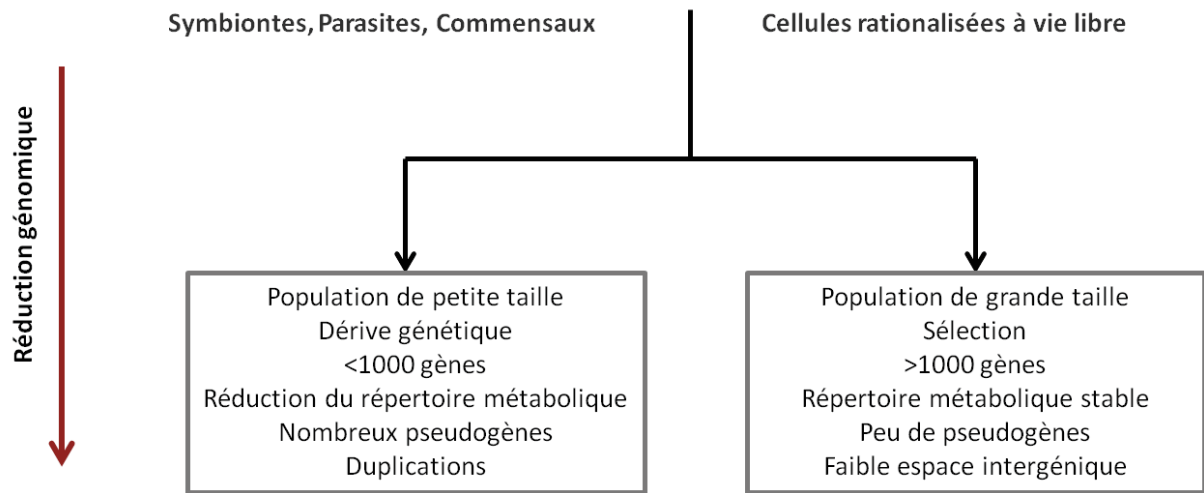 Symbiontes, Parasites, Commensaux
Cellules rationalisées à vie libre
Réduction génomique
Population de petite taille
Dérive génétique
<1000 gènes
Réduction du répertoire métabolique
Nombreux pseudogènes
Duplications
Population de grande taille
Sélection
>1000 gènes
Répertoire métabolique stable
Peu de pseudogènes
Faible espace intergénique